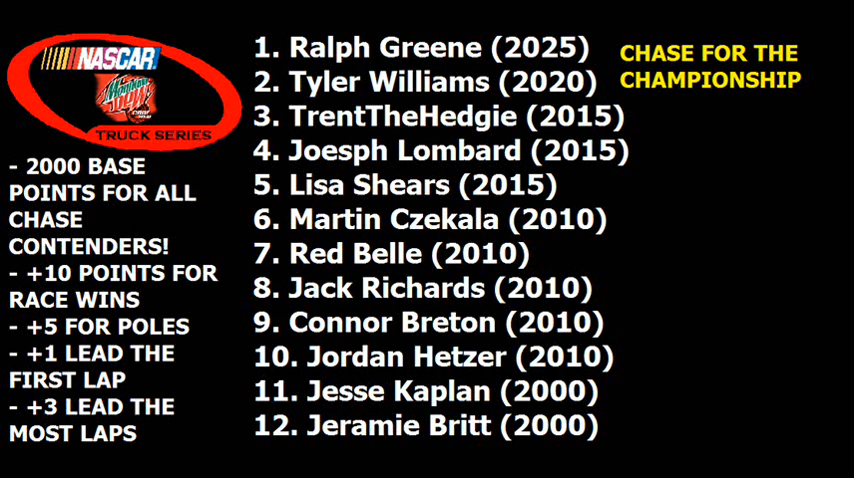 NASCAR
Mountain
Dew
TRUCK SERIES
- 2000 BASE
POINTS FOR ALL
CHASE
CONTENDERS!
- +10 POINTS FOR
RACE WINS
- +5 FOR POLES
- +1 LEAD THE
FIRST LAP
- +3 LEAD THE
MOST LAPS
1. Ralph Greene (2025)
2. Tyler Williams (2020)
3. TrentTheHedgie (2015)
4. Joesph Lombard (2015)
5. Lisa Shears (2015)
6. Martin Czekala (2010)
7. Red Belle (2010)
8. Jack Richards (2010)
9. Connor Breton (2010)
10. Jordan Hetzer (2010)
11. Jesse Kaplan (2000)
12. Jeramie Britt (2000)
CHASE FOR THE
CHAMPIONSHIP